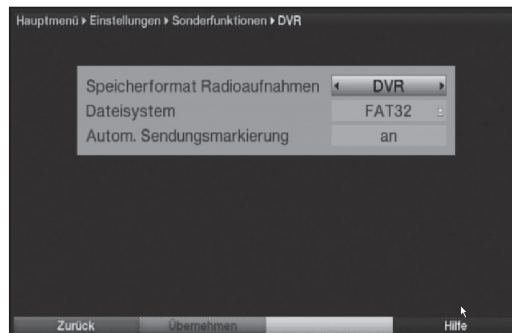 Hauptmenü ▸ Einstellungen ▸ Sonderfunktionen ▸ DVR
Speicherformat Radioaufnahmen DVR
Dateisystem FAT32
Autom. Sendungsmarkierung an
Zurück Übernehmen Hilfe